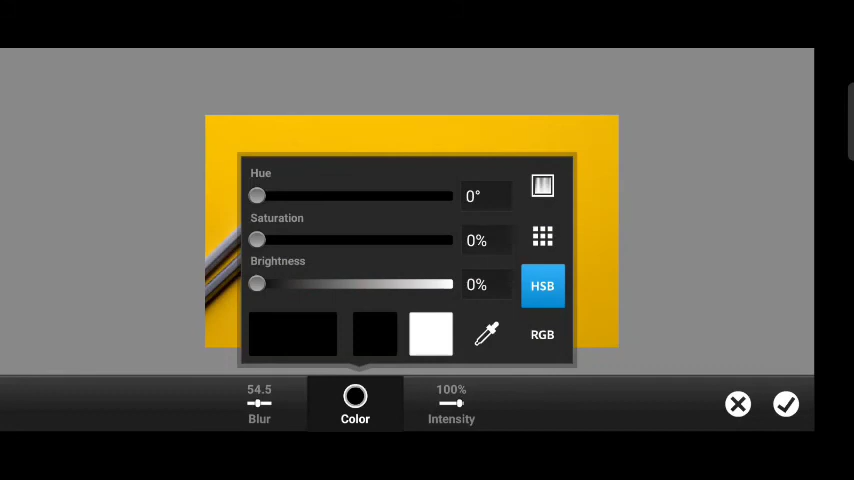 Hue
0°
Saturation
0%
Brightness
0%
HSB
RGB
54.5
Blur
Color
100%
Intensity